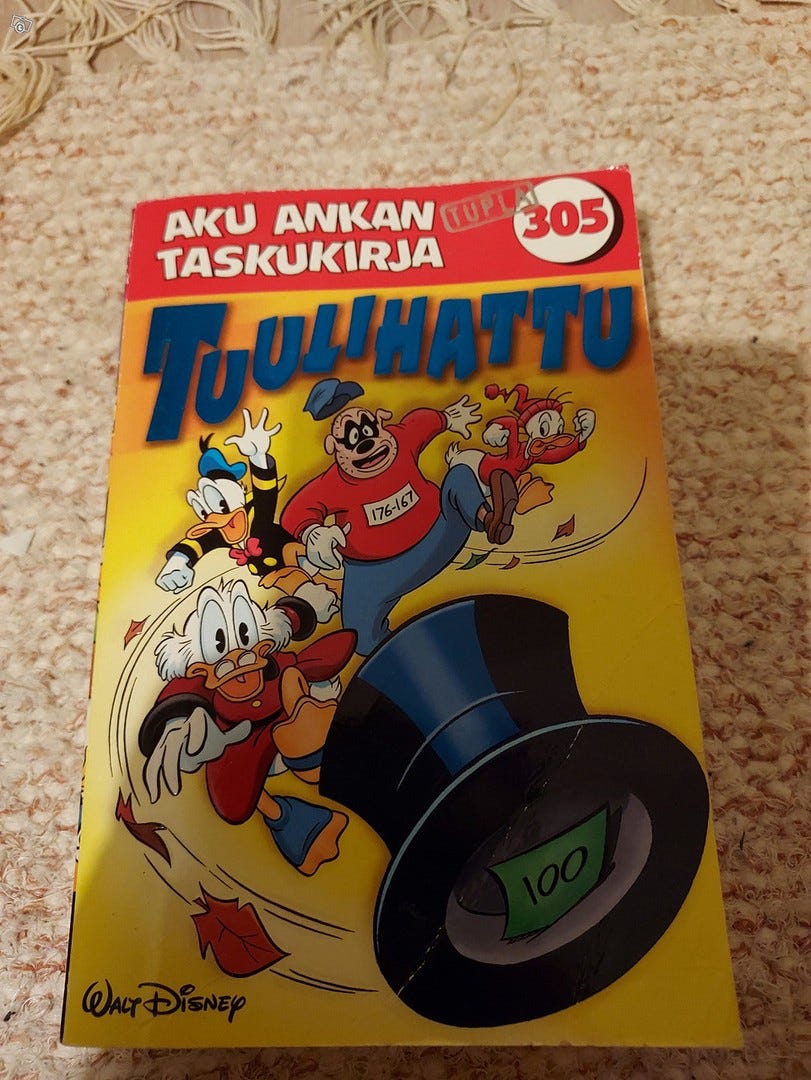 AKU ANKAN
TASKUKIRJA
TUPLA
305
TUULIHATTU
176-167
100
WALT DISNEY